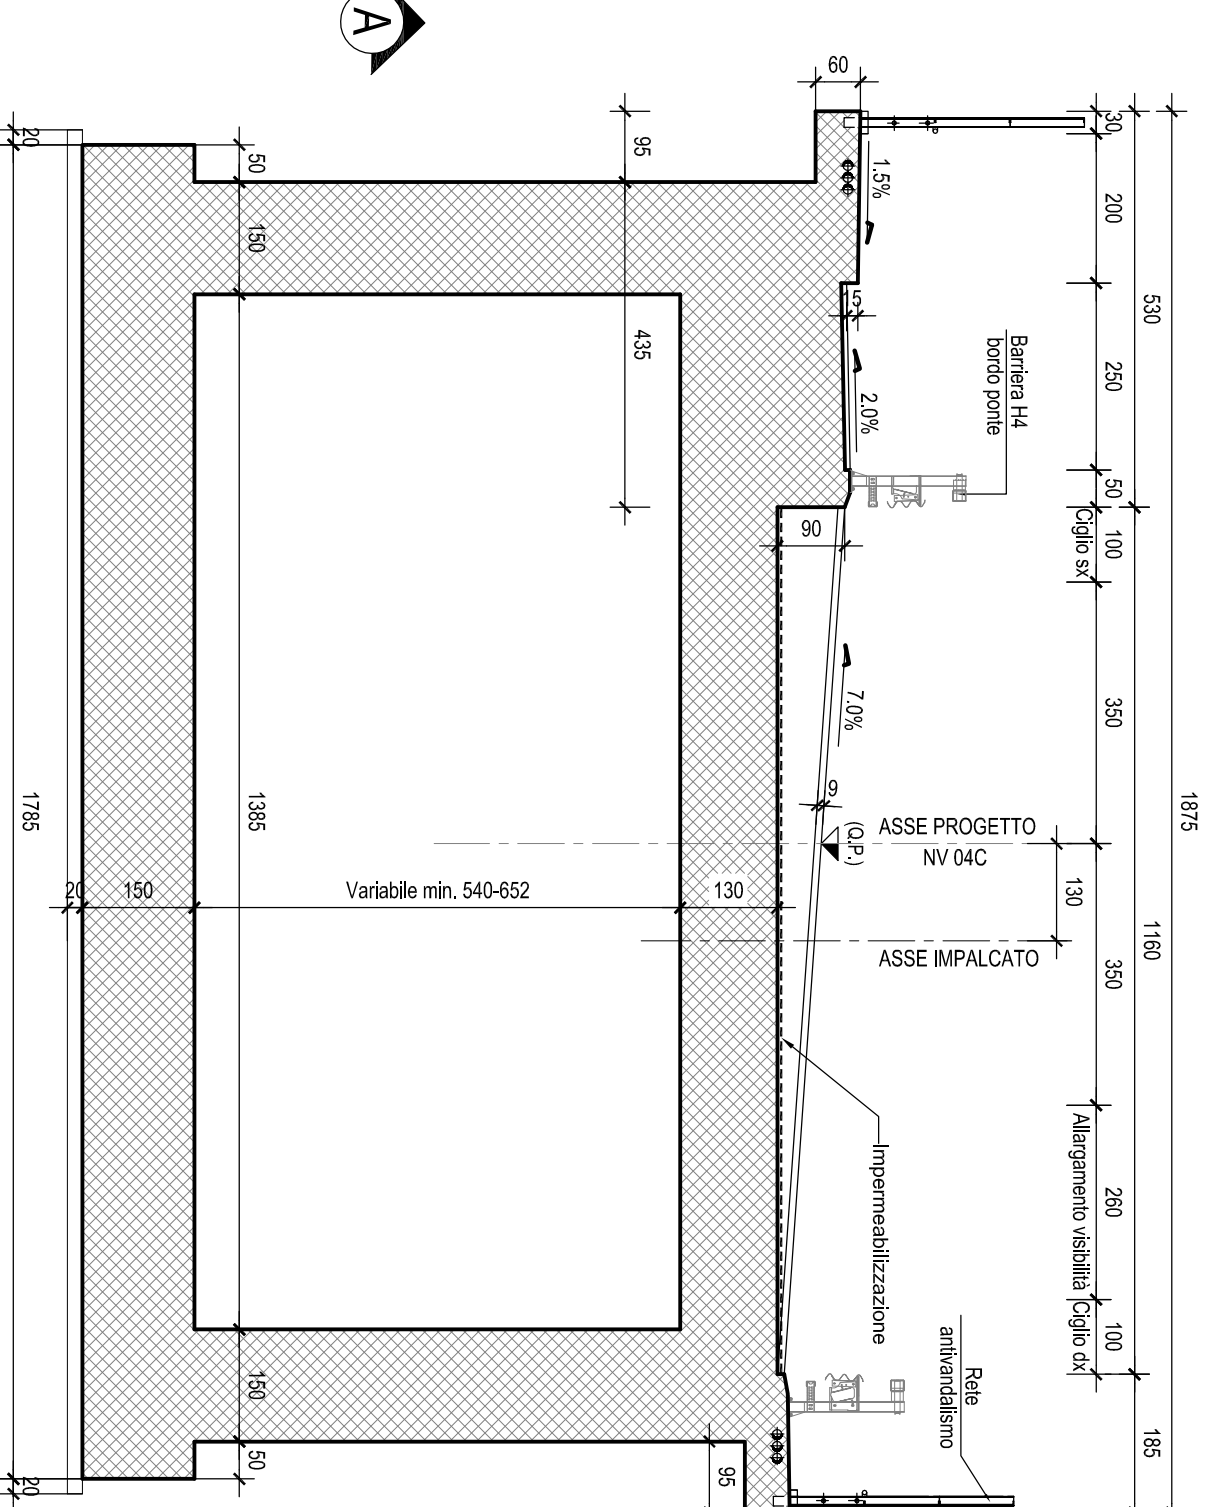 A
60
95
30
200
530
1875
50
150
1.5%
15
250
Barriera H4
bordo ponte
2.0%
435
50
90
Ciglio sx
100
7.0%
350
9
(Q.P.)
ASSE PROGETTO
NV 04C
130
1385
1785
20
150
Variabile min. 540-652
130
ASSE IMPALCATO
350
1160
Impermeabilizzazione
Allargamento visibilità
260
Ciglio dx
100
Rete
antivandalismo
150
50
95
185
20
20